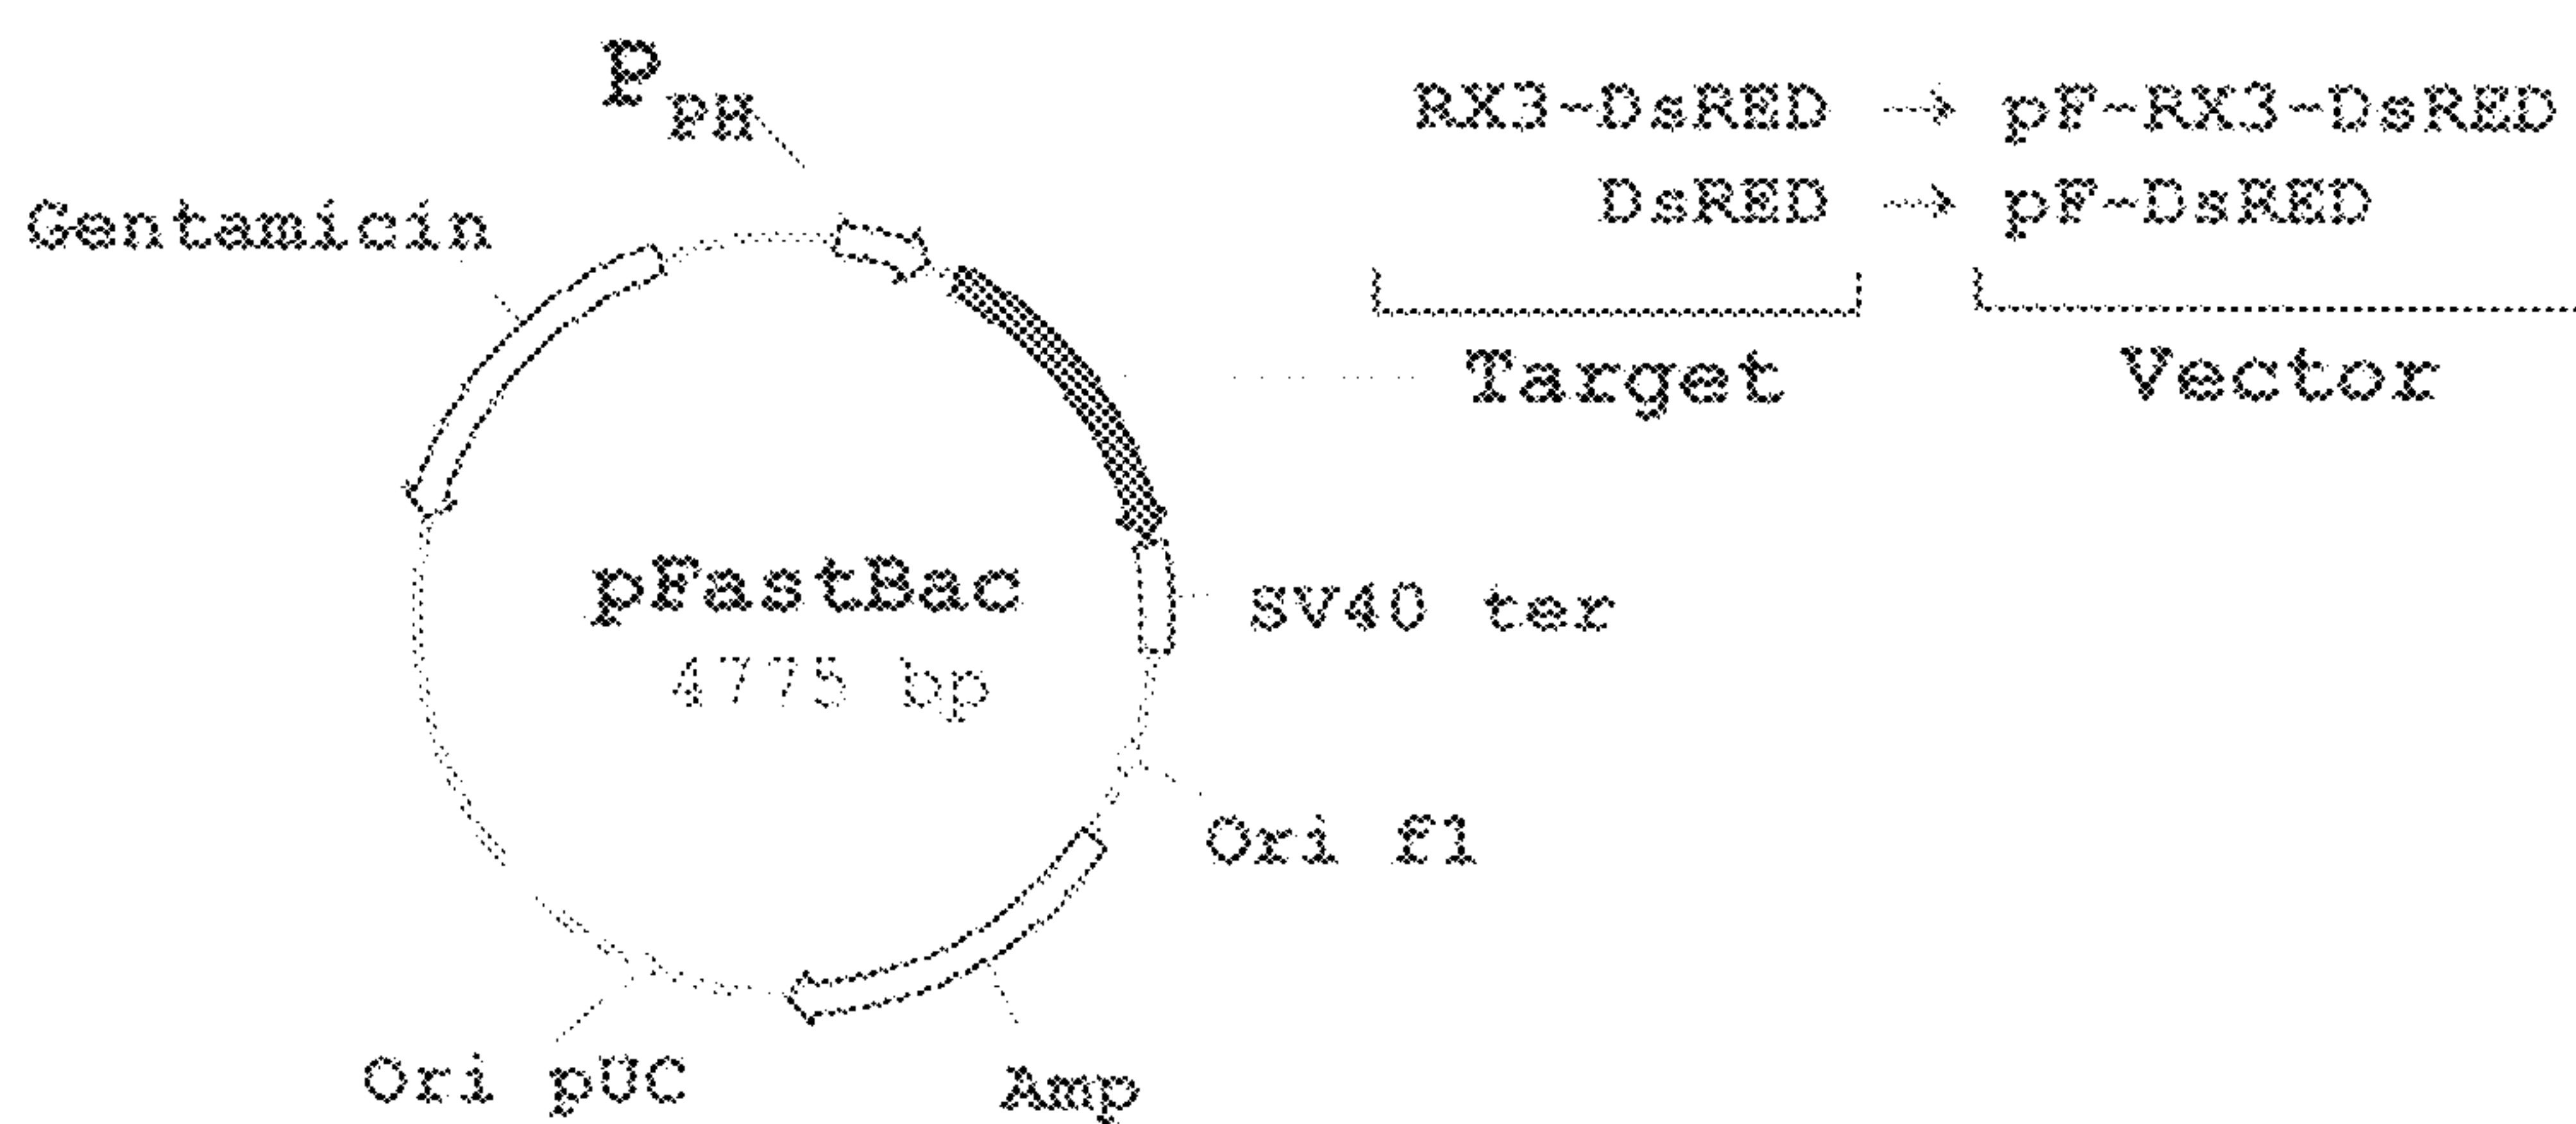 P PH
RX3-DsRED → pF-RX3-DsRED
DsRED → pF-DsRED
Gentamicin
Target
Vector
pFastBac
4775 bp
SV40 ter
Ori f1
Ori pUC
Amp